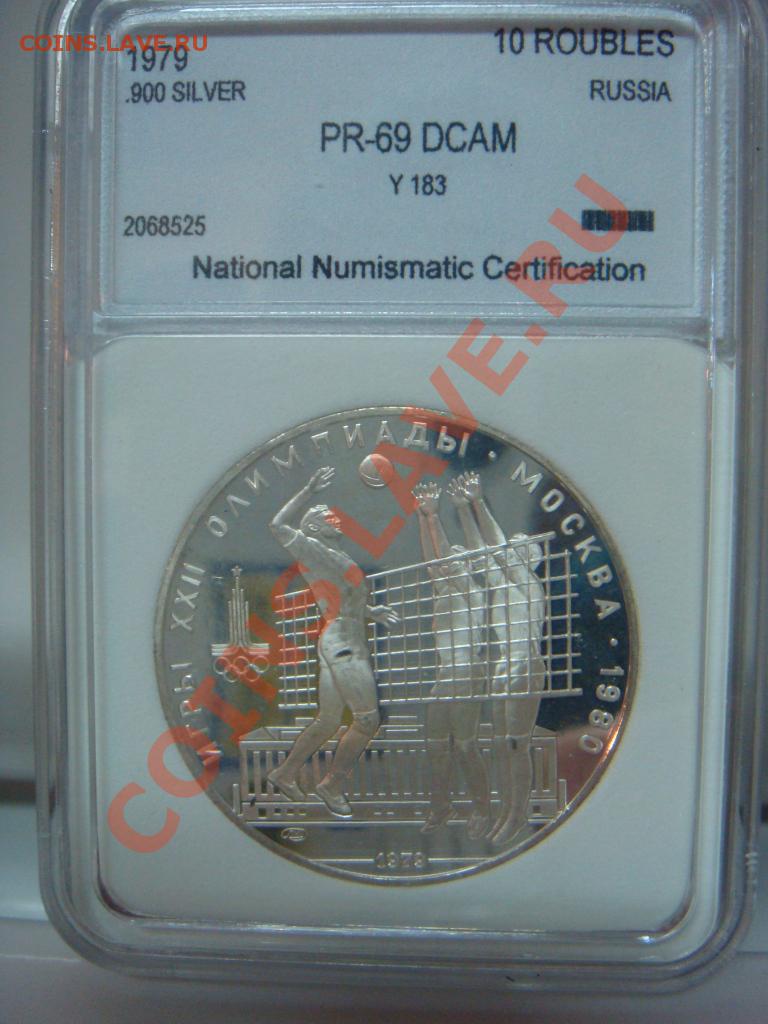 COINS.LAVE.RU
1979
10 ROUBLES
.900 SILVER
RUSSIA
PR-69 DCAM
Y 183
2068525
National Numismatic Certification
COINS.LAVE.RU
ИГРЫ XXII ОЛИМПИАДЫ · МОСКВА · 1980
1979